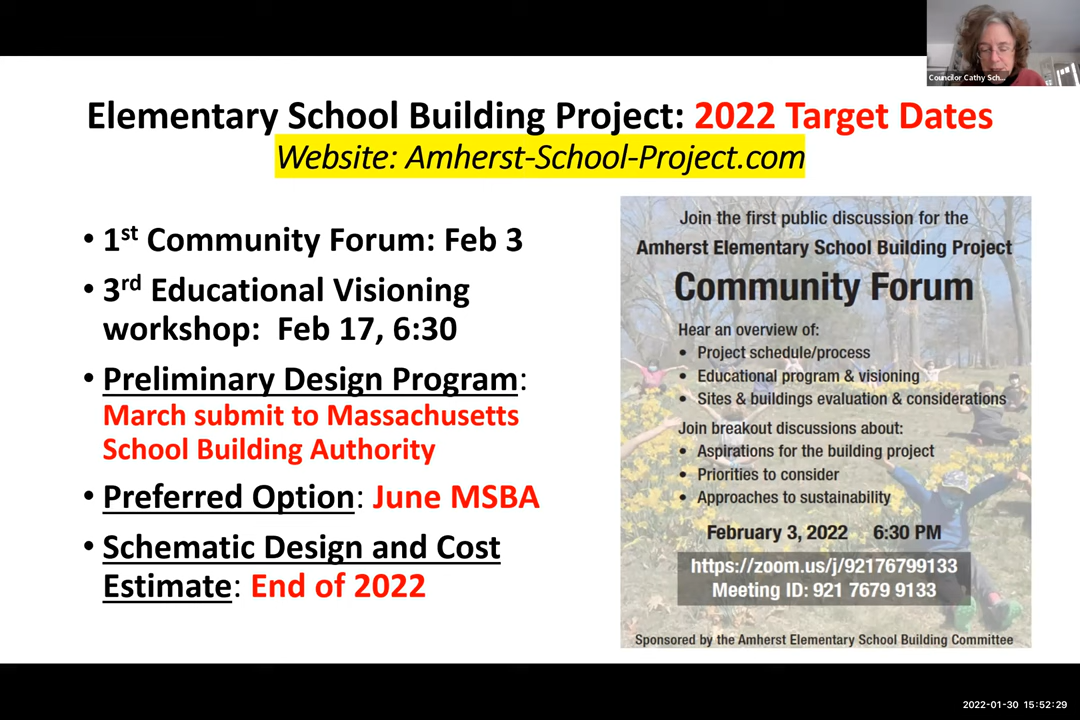 Councilor Cathy Sch...
Elementary School Building Project: 2022 Target Dates
Website: Amherst-School-Project.com
• 1st Community Forum: Feb 3
• 3rd Educational Visioning
workshop: Feb 17, 6:30
• Preliminary Design Program:
March submit to Massachusetts
School Building Authority
• Preferred Option: June MSBA
• Schematic Design and Cost
Estimate: End of 2022
Join the first public discussion for the
Amherst Elementary School Building Project
Community Forum
Hear an overview of:
• Project schedule/process
• Educational program & visioning
• Sites & buildings evaluation & considerations
Join breakout discussions about:
• Aspirations for the building project
• Priorities to consider
• Approaches to sustainability
February 3, 2022 6:30 PM
https://zoom.us/j/92176799133
Meeting ID: 921 7679 9133
Sponsored by the Amherst Elementary School Building Committee
2022-01-30 15:52:29